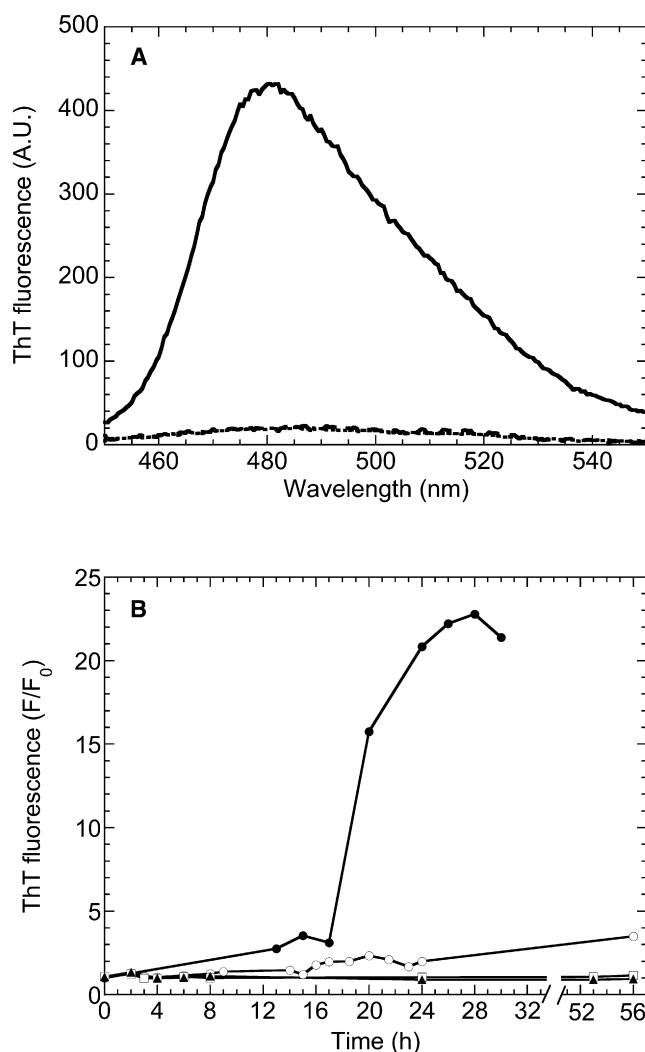 A
ThT fluorescence (A.U.)
500
400
300
200
100
0
460 480 500 520 540
Wavelength (nm)
B
ThT fluorescence (F/F0)
25
20
15
10
5
0
0 4 8 12 16 20 24 28 32 52 56
Time (h)